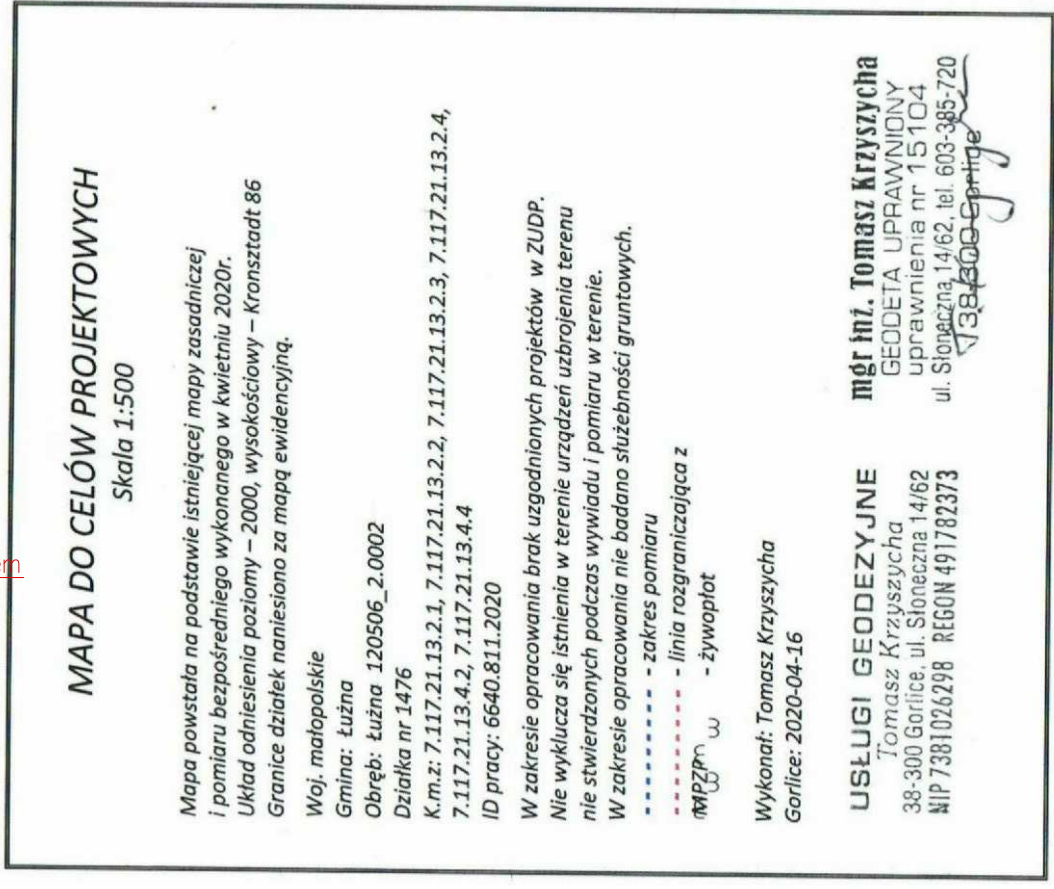 MAPA DO CELÓW PROJEKTOWYCH
Skala 1:500
Mapa powstała na podstawie istniejącej mapy zasadniczej
i pomiaru bezpośredniego wykonanego w kwietniu 2020r.
Układ odniesienia poziomy – 2000, wysokościowy – Kronsztadt 86
Granice działek naniesiono za mapą ewidencyjną.
Woj. małopolskie
Gmina: Łużna
Obręb: Łużna 120506_2.0002
Działka nr 1476
K.m.z: 7.117.21.13.2.1, 7.117.21.13.2.2, 7.117.21.13.2.3, 7.117.21.13.2.4,
7.117.21.13.4.2, 7.117.21.13.4.4
ID pracy: 6640.811.2020
W zakresie opracowania brak uzgodnionych projektów w ZUDP.
Nie wyklucza się istnienia w terenie urządzeń uzbrojenia terenu
nie stwierdzonych podczas wywiadu i pomiaru w terenie.
W zakresie opracowania nie badano służebności gruntowych.
- zakres pomiaru
- linia rozgraniczająca z
MPZP
- żywopłot
Wykonał: Tomasz Krzyszycha
Gorlice: 2020-04-16
USŁUGI GEODEZYJNE
Tomasz Krzyszycha
38-300 Gorlice, ul. Słoneczna 14/62
NIP 7381026298 REGON 491782373
mgr inż. Tomasz Krzyszycha
GEODETA UPRAWNIONY
uprawnienia nr 15104
ul. Słoneczna 14/62, tel. 603-385-720
38-300 Gorlice